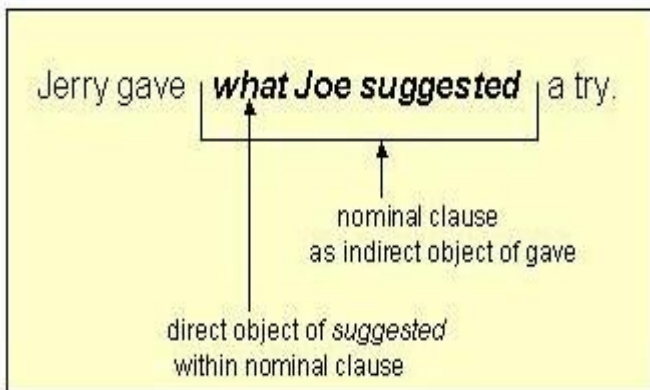 Jerry gave what Joe suggested a try.
nominal clause
as indirect object of gave
direct object of suggested
within nominal clause